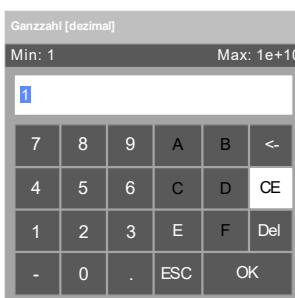 Ganzzahl [dezimal]
Min: 1 Max: 1e+10
1
7 8 9 A B <-
4 5 6 C D CE
1 2 3 E F Del
- 0 . ESC OK